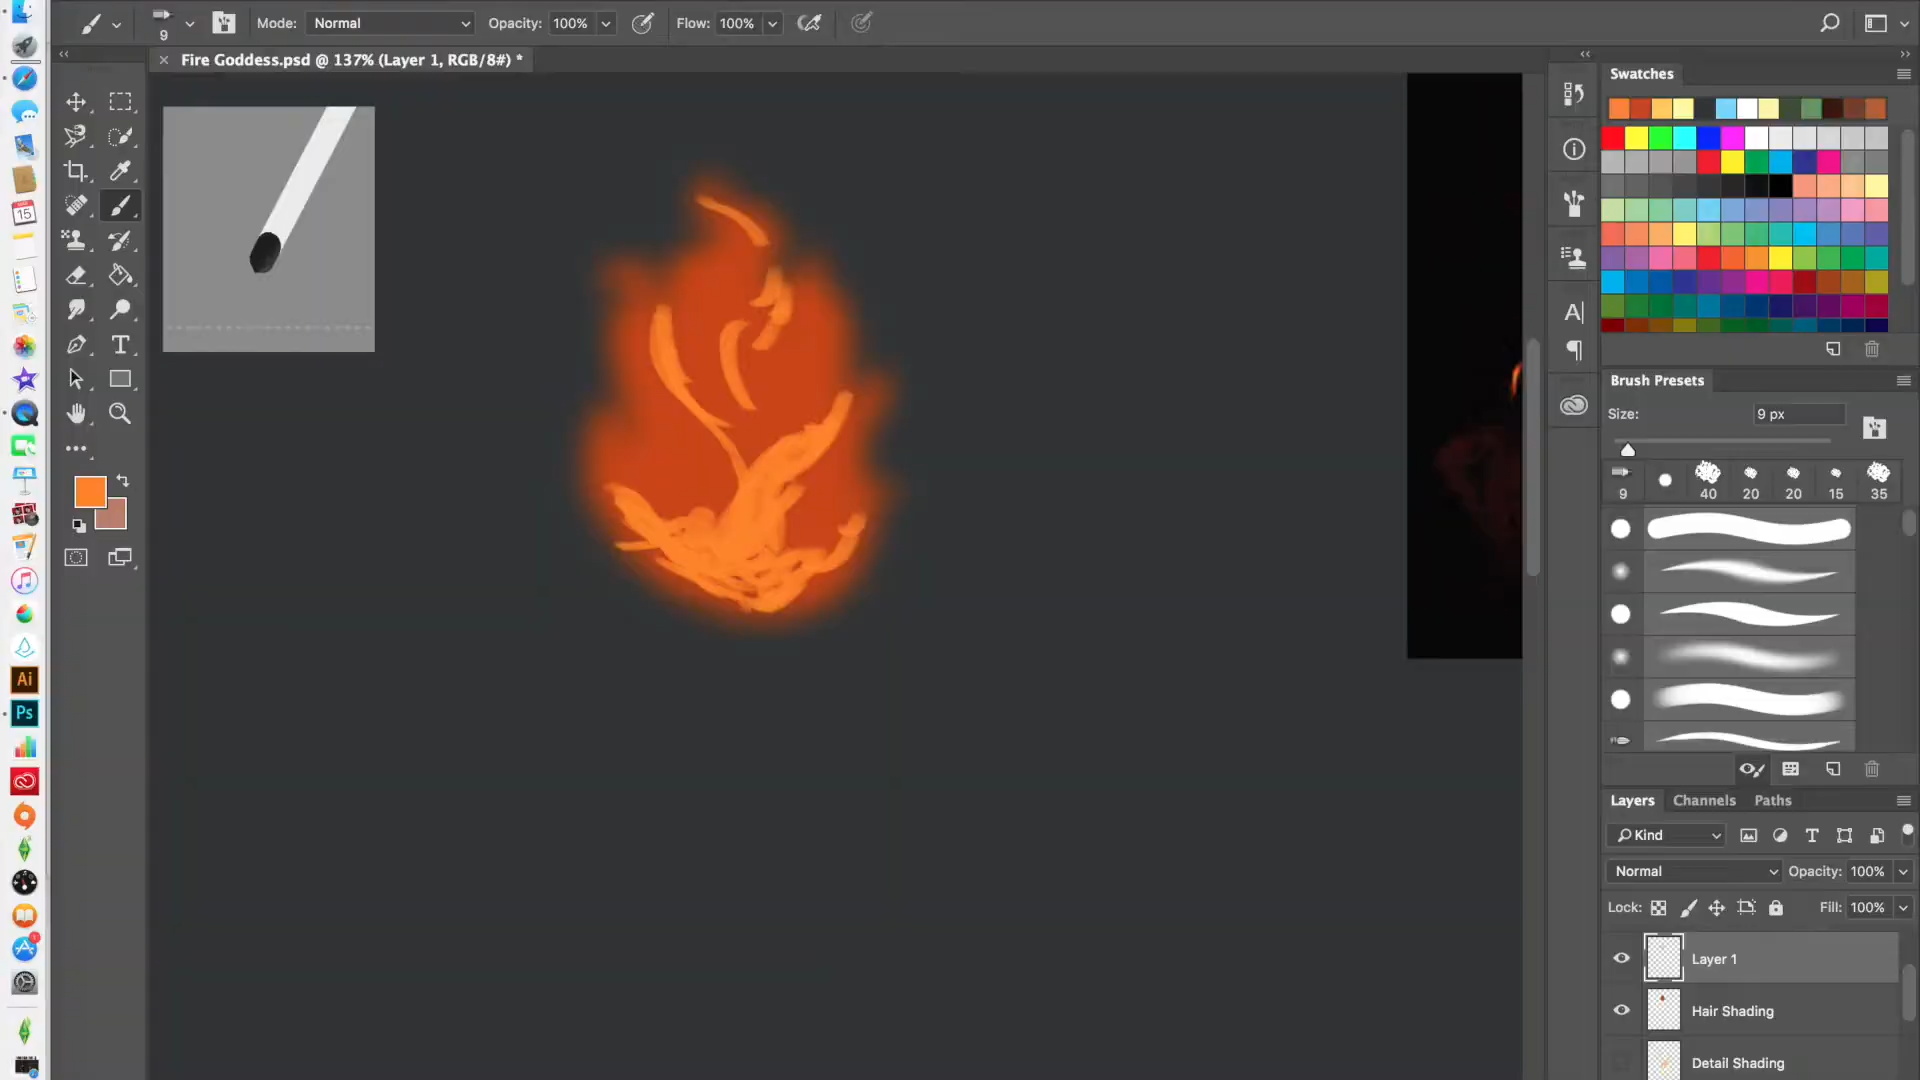 9
Mode:
Normal
Opacity:
100%
Flow:
100%
Fire Goddess.psd @ 137% (Layer 1, RGB/8#) *
Swatches
15
T
A
Brush Presets
Size:
9 px
9
40
20
20
15
35
Ai
Ps
Layers
Channels
Paths
Kind
T
Normal
Opacity:
100%
Lock:
Fill:
100%
Layer 1
Hair Shading
Detail Shading